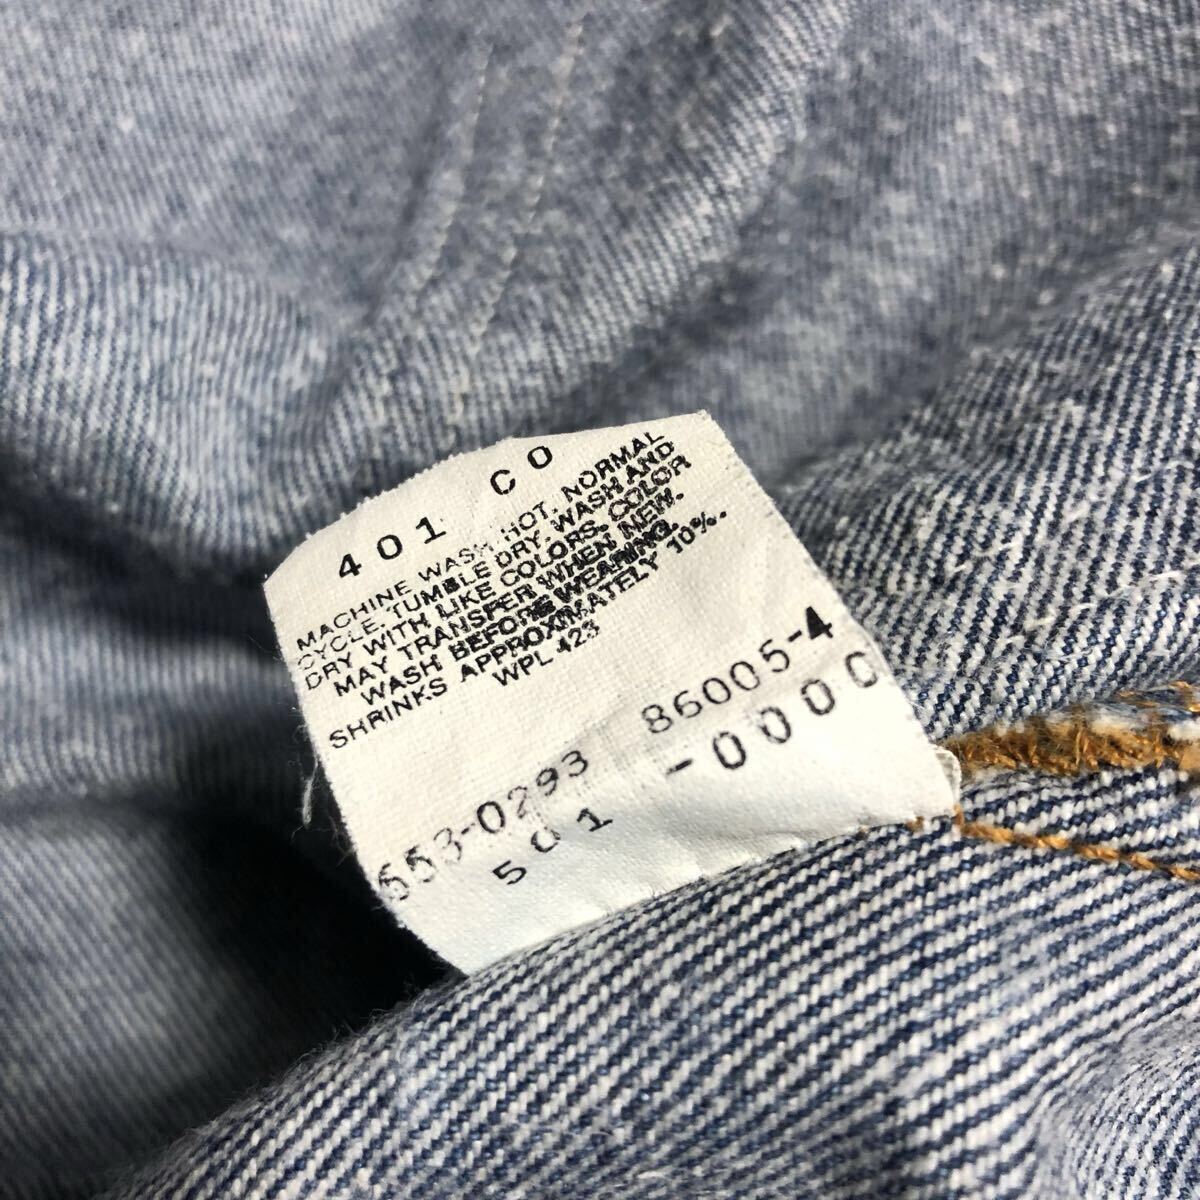 401 CO
MACHINE WASH HOT, NORMAL
CYCLE. TUMBLE DRY. WASH AND
DRY WITH LIKE COLORS. COLOR
MAY TRANSFER WHEN NEW.
WASH BEFORE WEARING.
SHRINKS APPROXIMATELY 10%.
WPL 423
553-0293 86005-4
501 -0000